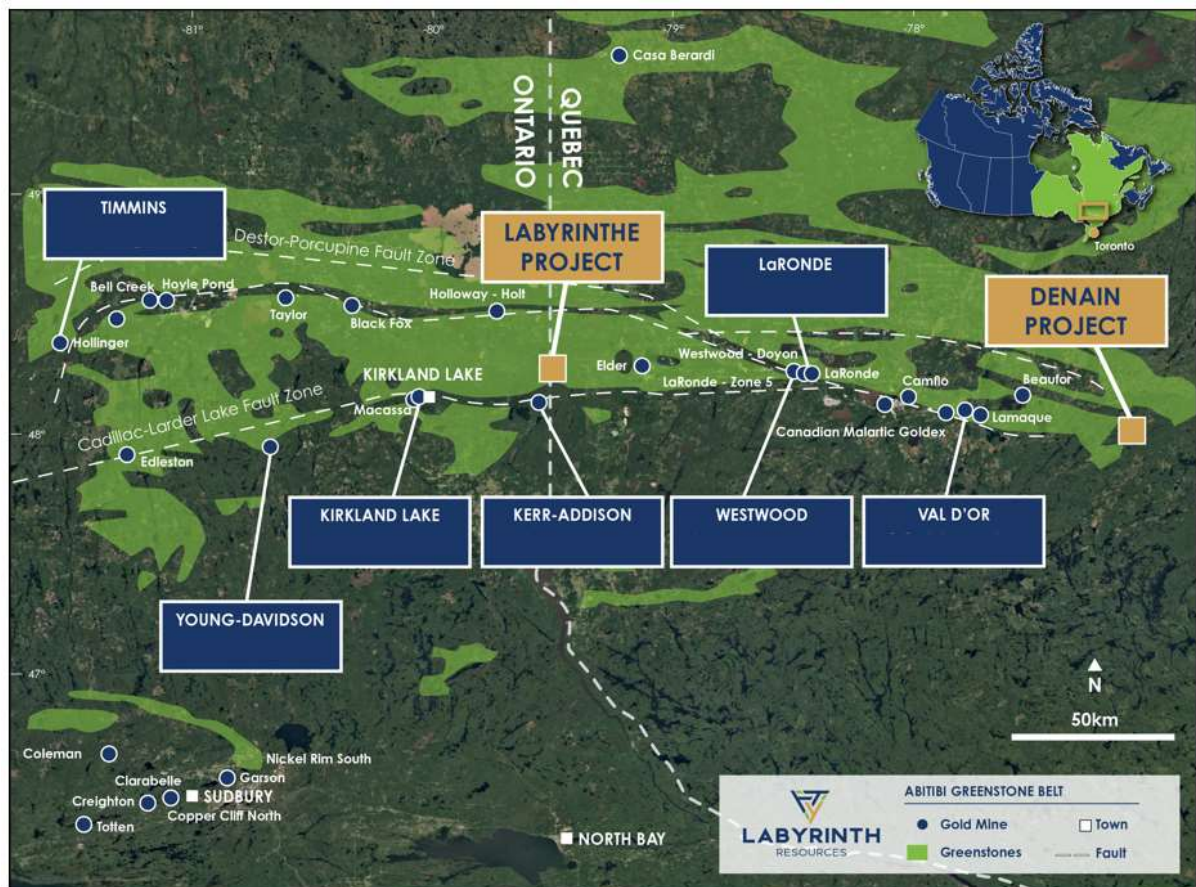 -81
-80
-79
-78
Casa Berardi
ONTARIO
QUEBEC
Toronto
49
TIMMINS
Destor-Porcupine Fault Zone
LABYRINTHE
PROJECT
LaRONDE
DENAIN
PROJECT
Bell Creek
Hoyle Pond
Taylor
Black Fox
Holloway - Holt
Hollinger
Elder
Westwood - Doyon
LaRonde
LaRonde - Zone 5
Camflo
Beaufor
KIRKLAND LAKE
Macassa
Lamaque
Canadian Malartic Goldex
48
Cadillac-Larder Lake Fault Zone
Edleston
KIRKLAND LAKE
KERR-ADDISON
WESTWOOD
VAL D'OR
YOUNG-DAVIDSON
47
N
50km
Coleman
Nickel Rim South
Clarabelle
Garson
Creighton
SUDBURY
Copper Cliff North
Totten
NORTH BAY
LABYRINTH
RESOURCES
ABITIBI GREENSTONE BELT
Gold Mine
Town
Greenstones
Fault